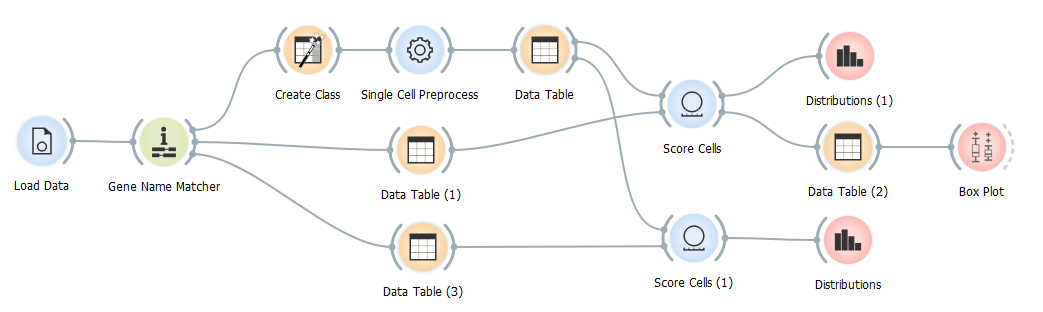 Create Class
Single Cell Preprocess
Data Table
Distributions (1)
Score Cells
Load Data
Gene Name Matcher
Data Table (1)
Data Table (2)
Box Plot
Data Table (3)
Score Cells (1)
Distributions